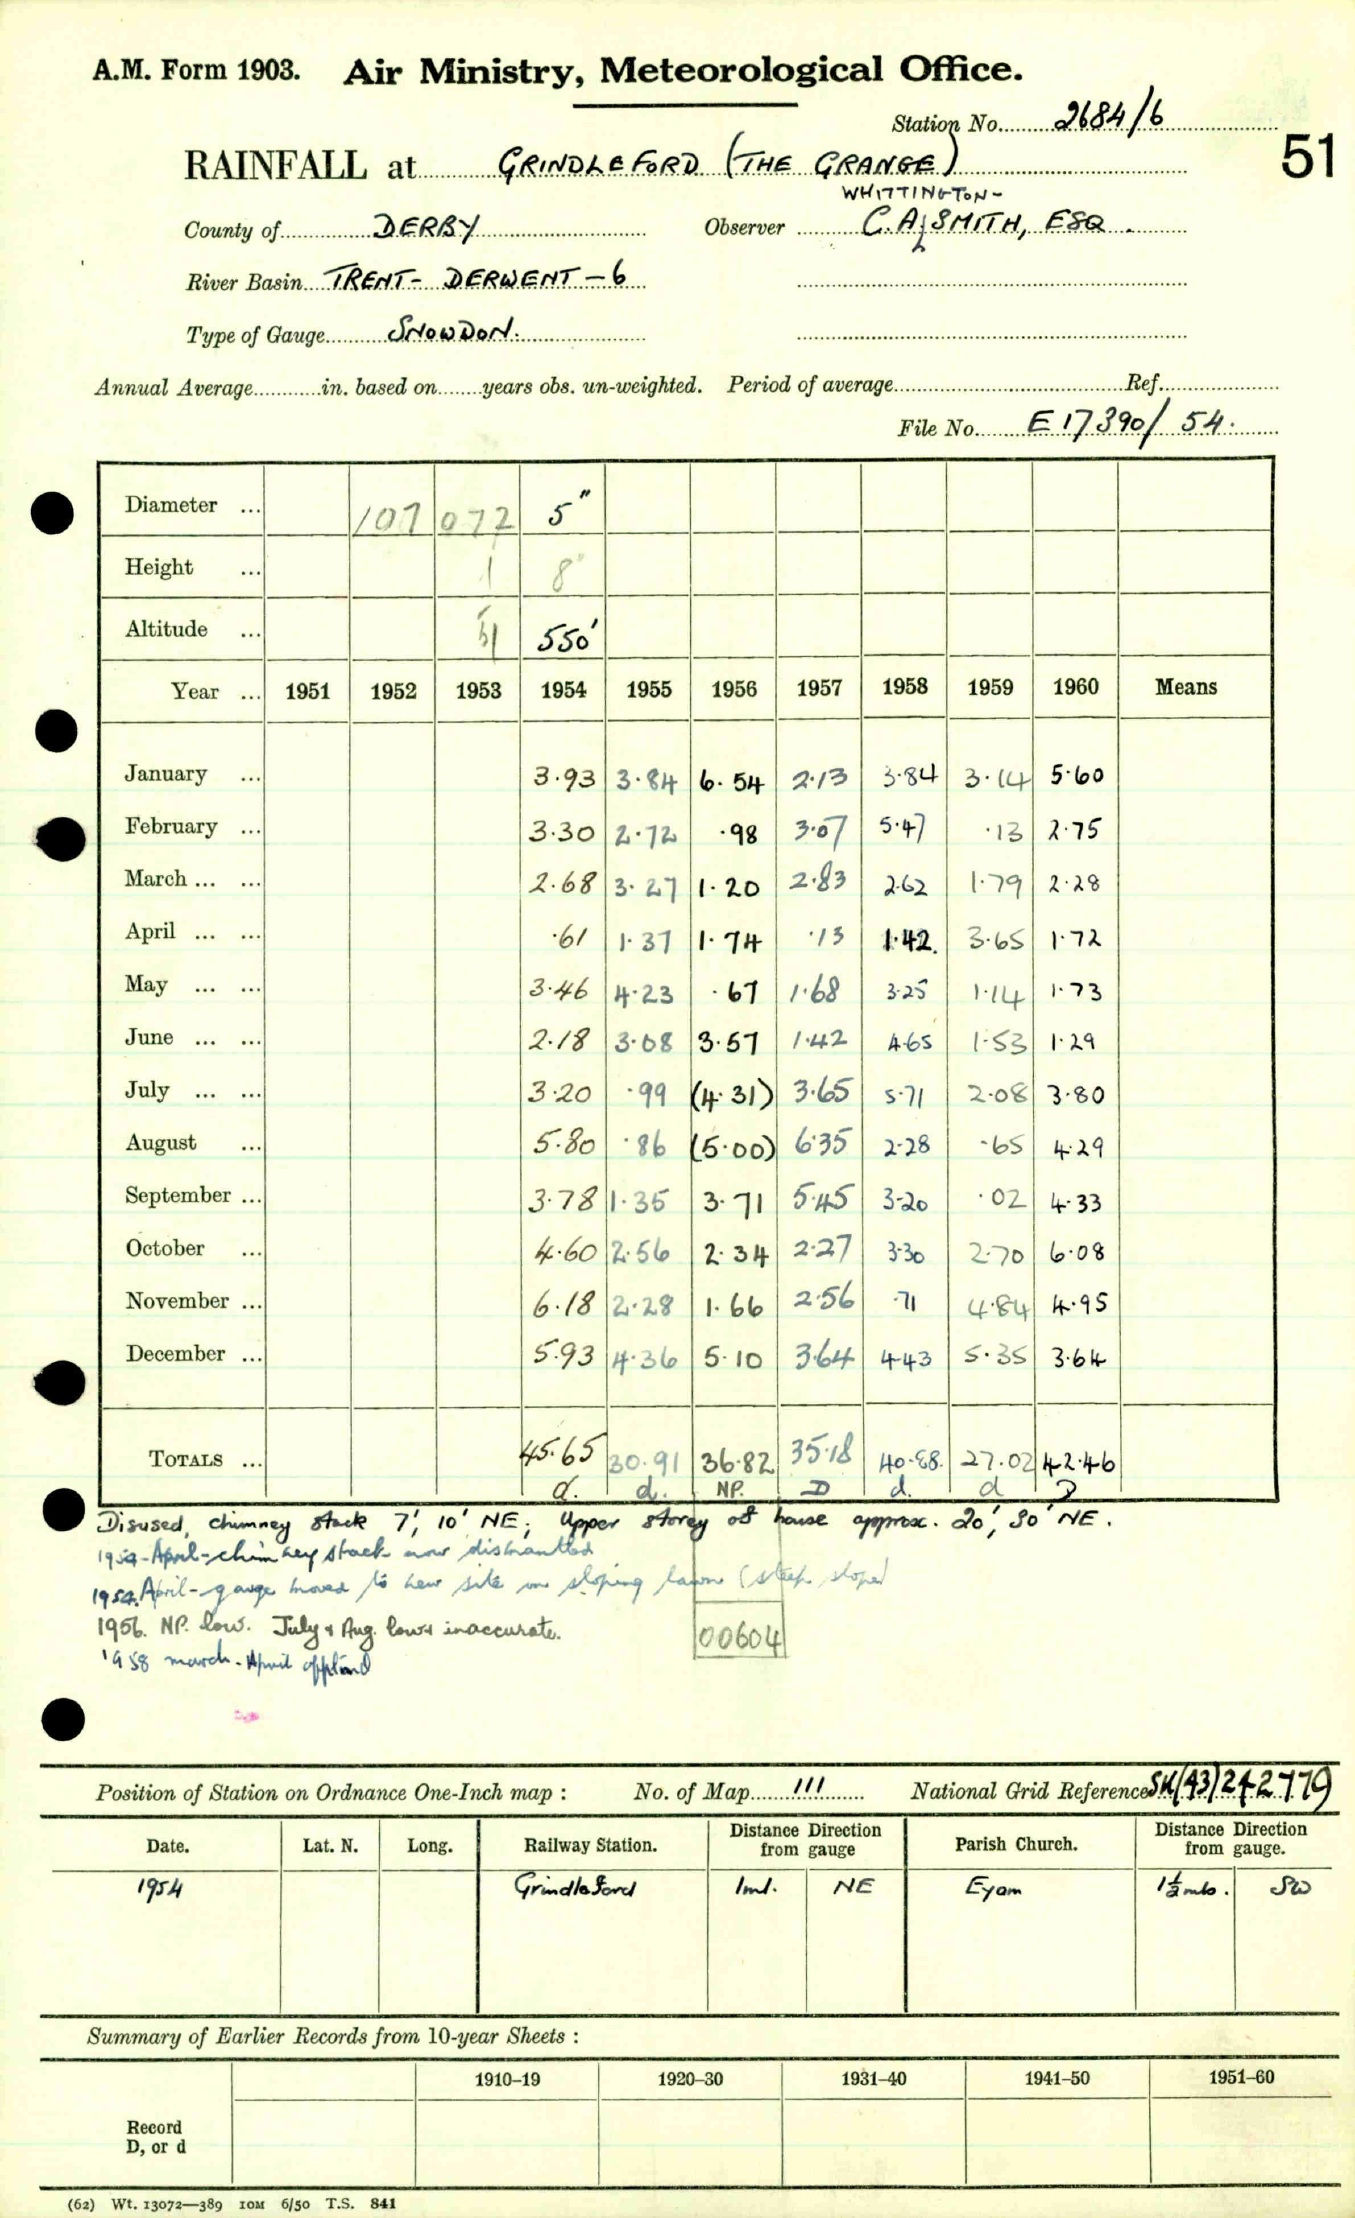 A.M. Form 1903. Air Ministry, Meteorological Office.
Station No. 2684/6
51
RAINFALL at GRINDLEFORD (THE GRANGE)
WHITTINGTON-
County of DERBY Observer C.A. SMITH, ESQ.
River Basin TRENT- DERWENT-6
Type of Gauge SNOWDON.
Annual Average in. based on years obs. un-weighted. Period of average Ref.
File No. E17390/54.
Diameter ... 107 072 5"
Height ... 1 8"
Altitude ... 550'
Year ... 1951 1952 1953 1954 1955 1956 1957 1958 1959 1960 Means
January ... 3.93 3.84 6.54 2.13 3.84 3.14 5.60
February ... 3.30 2.72 .98 3.07 5.47 .13 2.75
March ... ... 2.68 3.27 1.20 2.83 2.62 1.79 2.28
April ... ... .61 1.37 1.74 .13 1.42 3.65 1.72
May ... ... 3.46 4.23 .67 1.68 3.25 1.14 1.73
June ... ... 2.18 3.08 3.57 1.42 4.65 1.53 1.29
July ... ... 3.20 .99 (4.31) 3.65 5.71 2.08 3.80
August ... 5.80 .86 (5.00) 6.35 2.28 .65 4.29
September ... 3.78 1.35 3.71 5.45 3.20 .02 4.33
October ... 4.60 2.56 2.34 2.27 3.30 2.70 6.08
November ... 6.18 2.28 1.66 2.56 .71 4.84 4.95
December ... 5.93 4.36 5.10 3.64 4.43 5.35 3.64
TOTALS ... 45.65 30.91 36.82 35.18 40.88 27.02 42.46
d. d. NP. D d. d D
Disused, chimney stack 7', 10' NE; Upper storey of house approx. 20', 30' NE.
1954-April-chimney stack now dismantled
1954. April-gauge moved to new site on sloping lawn (steep slope)
1956. NP. low. July & Aug. low & inaccurate.
00604
1958 march-April
Position of Station on Ordnance One-Inch map : No. of Map 111 National Grid Reference SK(43)242779
Date. Lat. N. Long. Railway Station. Distance Direction from gauge Parish Church. Distance Direction from gauge.
1954 Grindleford 1ml. NE Eyam 1½mls. SW
Summary of Earlier Records from 10-year Sheets :
1910–19 1920–30 1931–40 1941–50 1951–60
Record
D, or d
(62) Wt. 13072—389 10M 6/50 T.S. 841